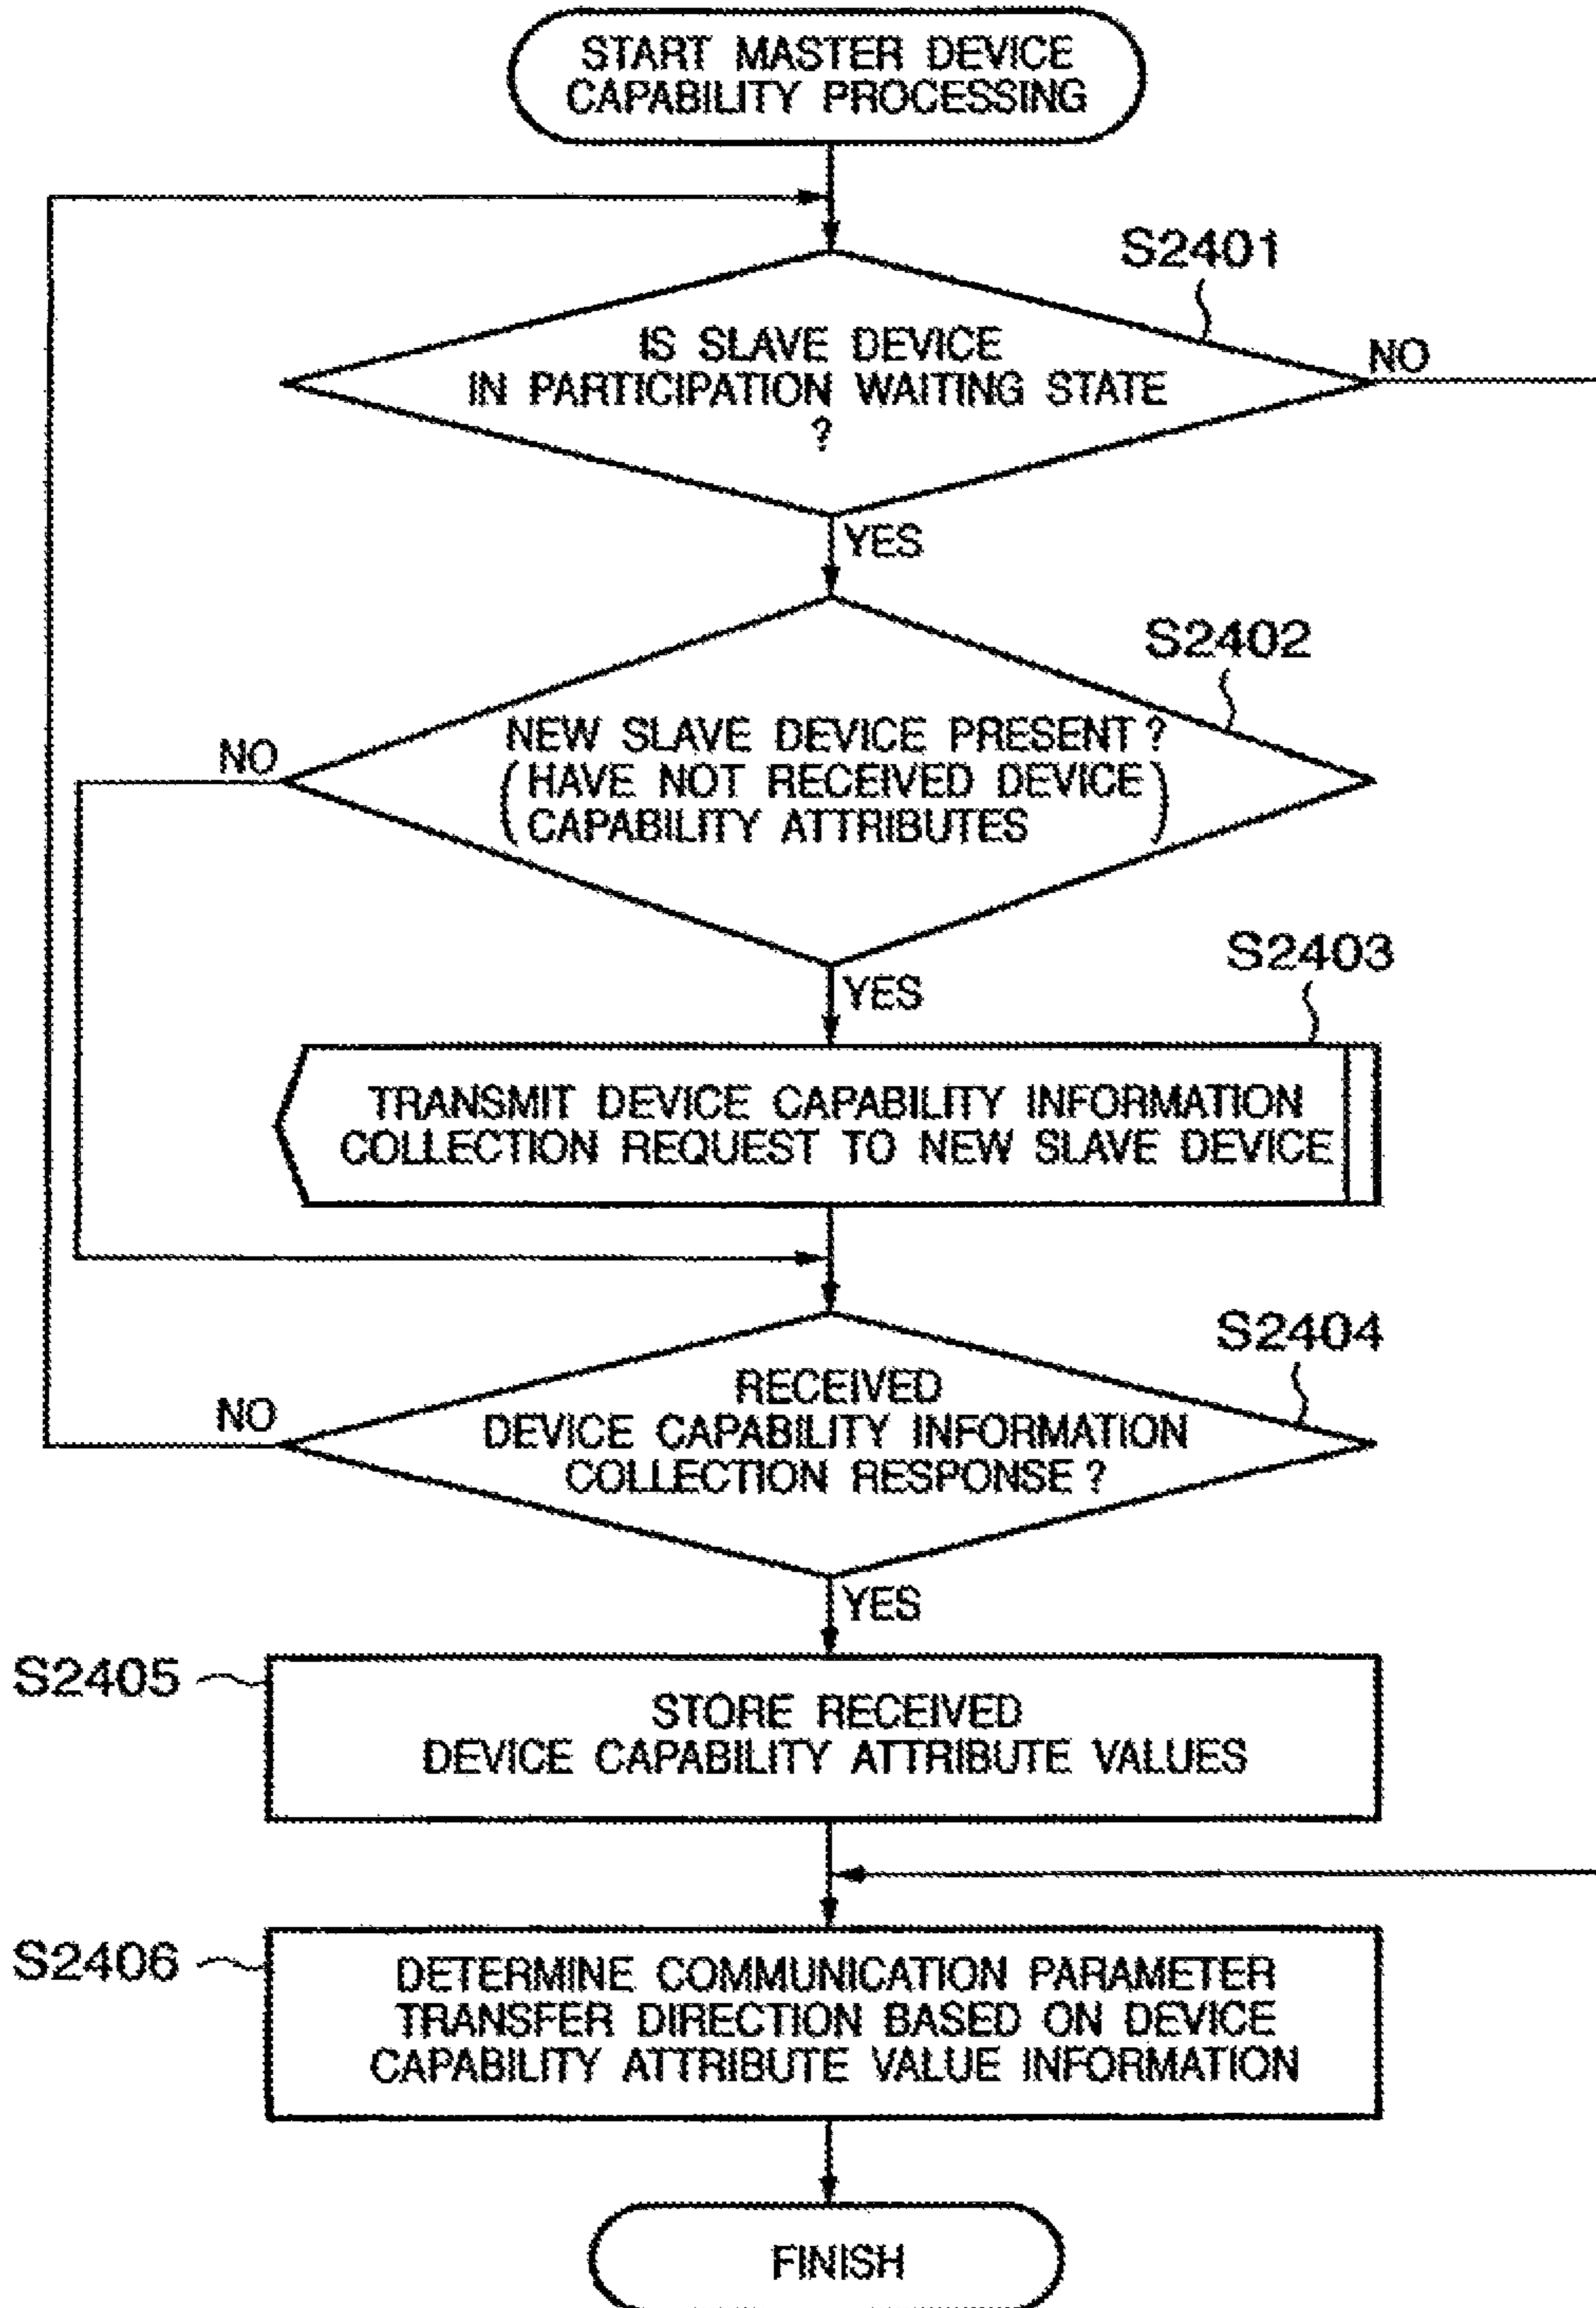 START MASTER DEVICE
CAPABILITY PROCESSING
S2401
IS SLAVE DEVICE
IN PARTICIPATION WAITING STATE
?
NO
YES
S2402
NEW SLAVE DEVICE PRESENT?
(HAVE NOT RECEIVED DEVICE
CAPABILITY ATTRIBUTES)
NO
YES
S2403
TRANSMIT DEVICE CAPABILITY INFORMATION
COLLECTION REQUEST TO NEW SLAVE DEVICE
S2404
RECEIVED
DEVICE CAPABILITY INFORMATION
COLLECTION RESPONSE?
NO
YES
S2405
STORE RECEIVED
DEVICE CAPABILITY ATTRIBUTE VALUES
S2406
DETERMINE COMMUNICATION PARAMETER
TRANSFER DIRECTION BASED ON DEVICE
CAPABILITY ATTRIBUTE VALUE INFORMATION
FINISH